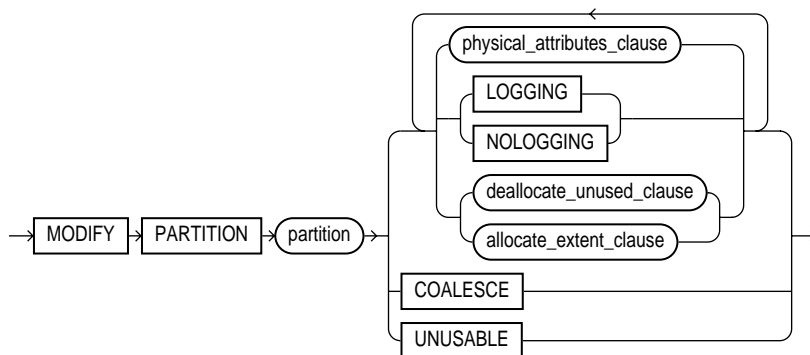 physical_attributes_clause
LOGGING
NOLOGGING
deallocate_unused_clause
MODIFY PARTITION partition
allocate_extent_clause
COALESCE
UNUSABLE